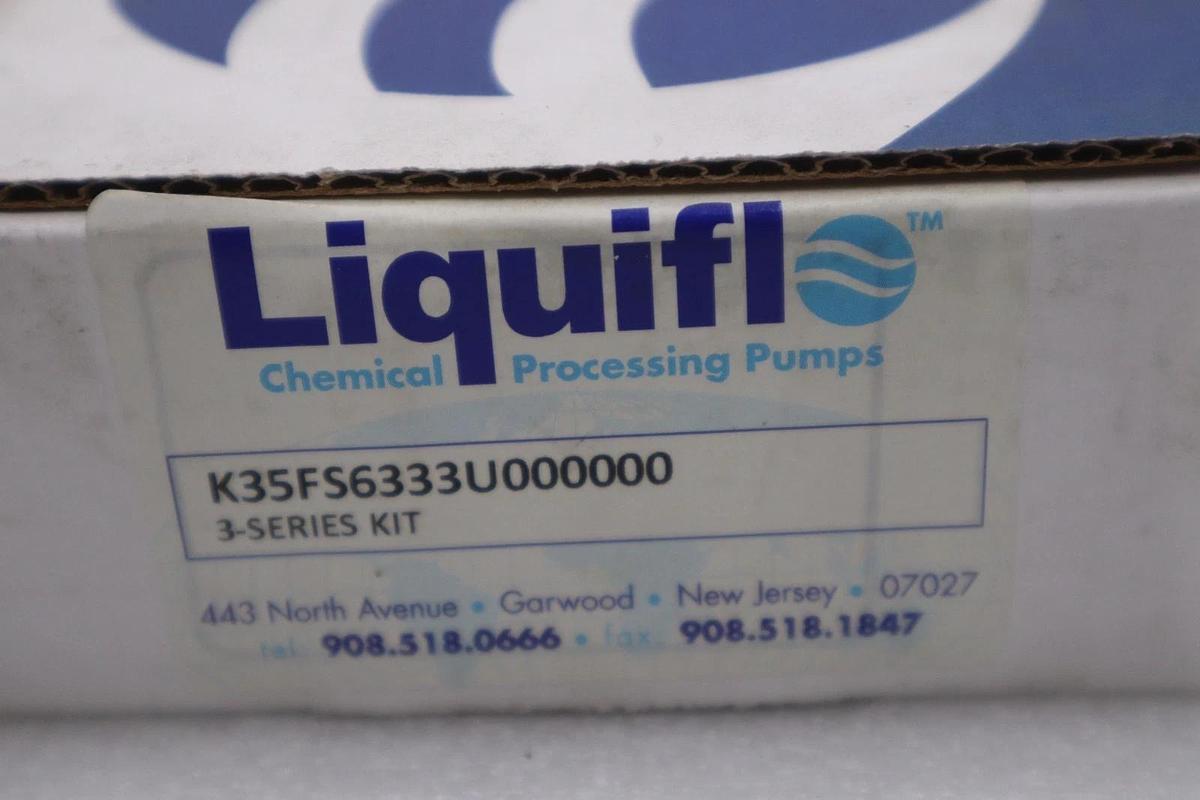 Liquiflo™
Chemical Processing Pumps
K35FS6333U000000
3-SERIES KIT
443 North Avenue • Garwood • New Jersey • 07027
tel: 908.518.0666 • fax: 908.518.1847